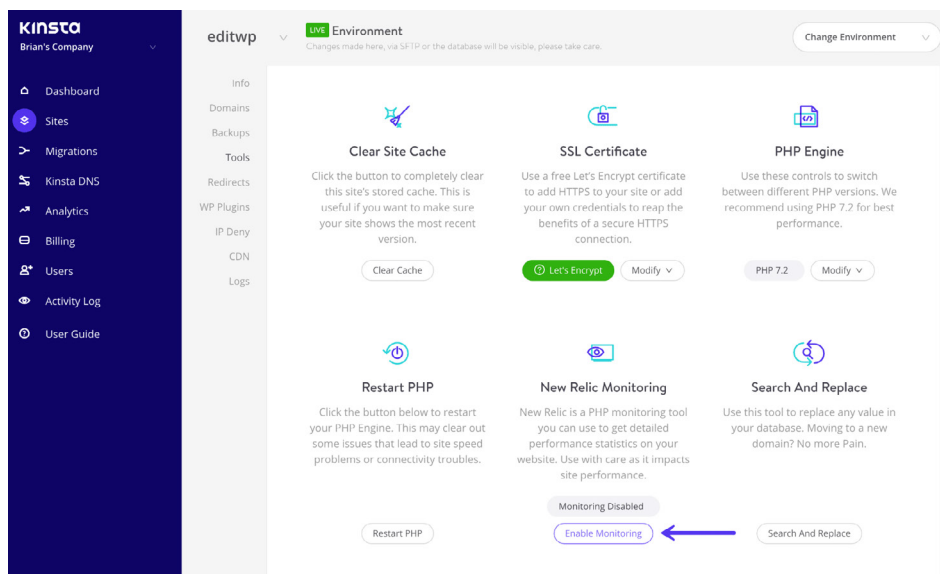 KINSTA
Brian's Company
Dashboard
Sites
Migrations
Kinsta DNS
Analytics
Billing
Users
Activity Log
User Guide
editwp
LIVE Environment
Changes made here, via SFTP or the database will be visible, please take care.
Change Environment
Info
Domains
Backups
Tools
Redirects
WP Plugins
IP Deny
CDN
Logs
Clear Site Cache
Click the button to completely clear
this site's stored cache. This is
useful if you want to make sure
your site shows the most recent
version.
Clear Cache
SSL Certificate
Use a free Let's Encrypt certificate
to add HTTPS to your site or add
your own credentials to reap the
benefits of a secure HTTPS
connection.
Let's Encrypt
Modify
PHP Engine
Use these controls to switch
between different PHP versions. We
recommend using PHP 7.2 for best
performance.
PHP 7.2
Modify
Restart PHP
Click the button below to restart
your PHP Engine. This may clear out
some issues that lead to site speed
problems or connectivity troubles.
Restart PHP
New Relic Monitoring
New Relic is a PHP monitoring tool
you can use to get detailed
performance statistics on your
website. Use with care as it impacts
site performance.
Monitoring Disabled
Enable Monitoring
Search And Replace
Use this tool to replace any value in
your database. Moving to a new
domain? No more Pain.
Search And Replace